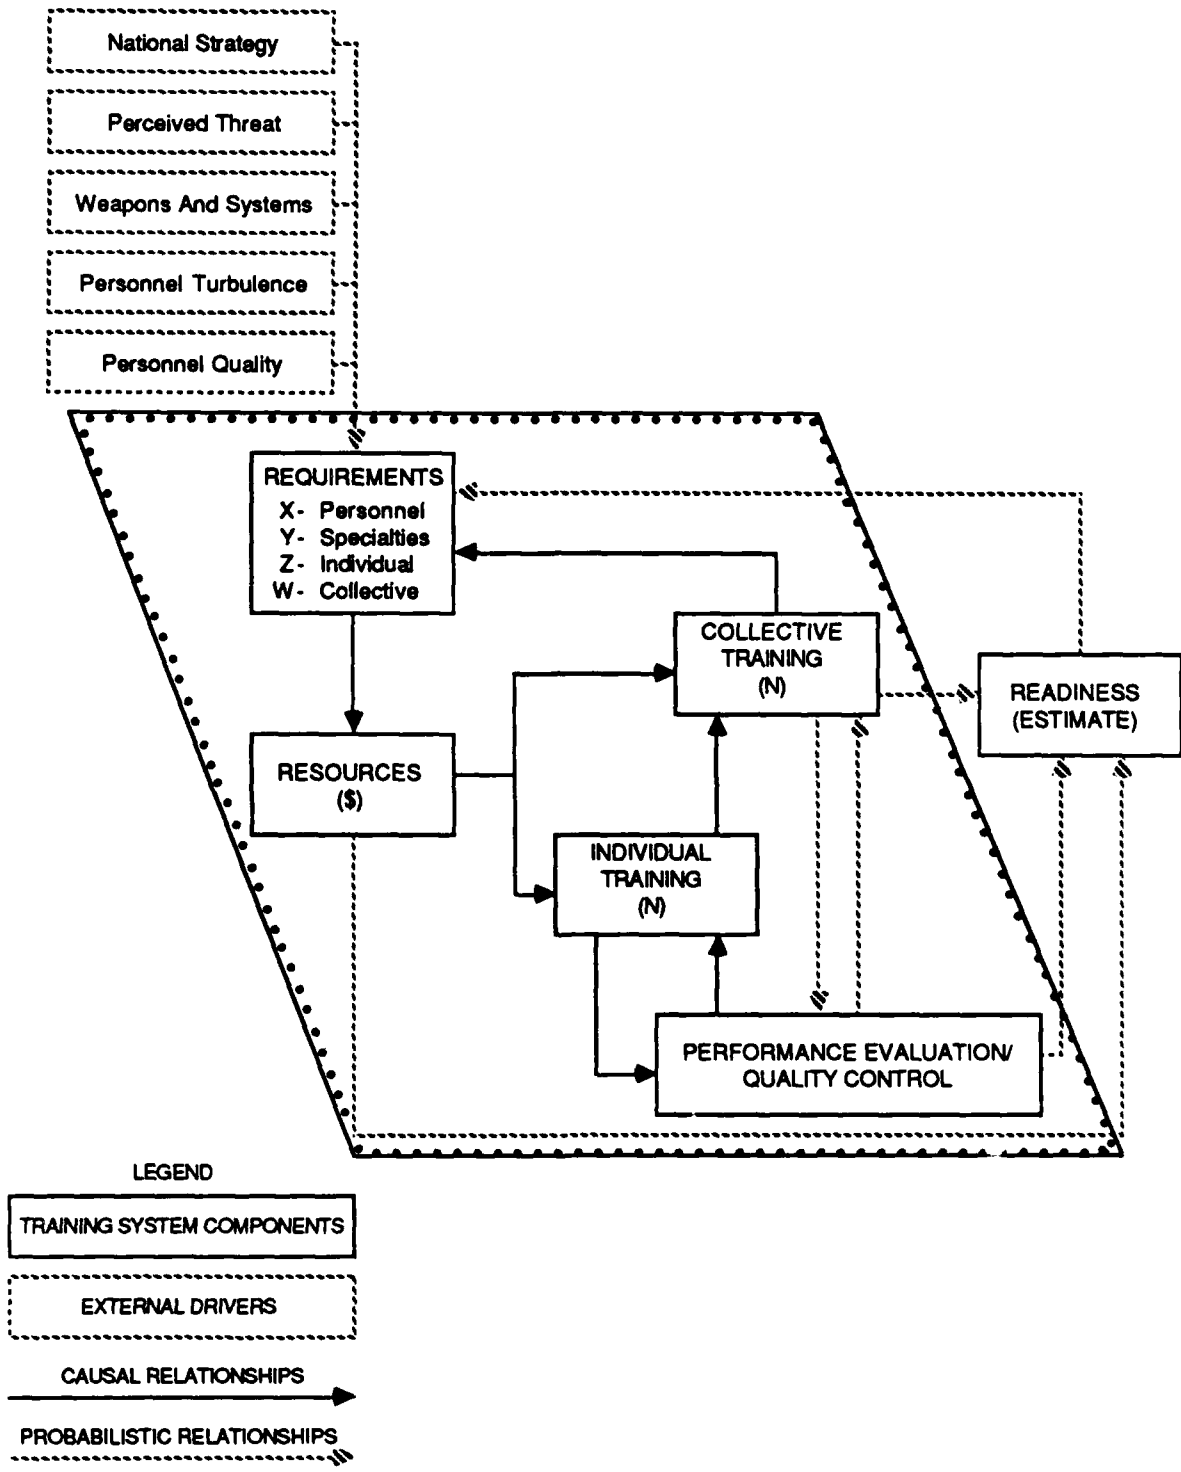 National Strategy
Perceived Threat
Weapons And Systems
Personnel Turbulence
Personnel Quality
REQUIREMENTS
X- Personnel
Y- Specialties
Z- Individual
W- Collective
COLLECTIVE
TRAINING
(N)
READINESS
(ESTIMATE)
RESOURCES
($)
INDIVIDUAL
TRAINING
(N)
PERFORMANCE EVALUATION/
QUALITY CONTROL
LEGEND
TRAINING SYSTEM COMPONENTS
EXTERNAL DRIVERS
CAUSAL RELATIONSHIPS
PROBABILISTIC RELATIONSHIPS